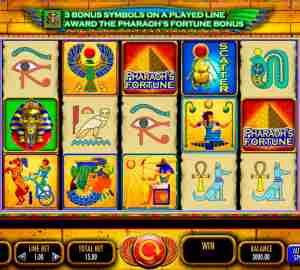 3 BONUS SYMBOLS ON A PLAYED LINE
AWARD THE PHARAOH'S FORTUNE BONUS
PHARAOH'S
FORTUNE
SCATTER
PHARAOH'S
FORTUNE
LINE BET
1.00
TOTAL BET
15.00
WIN
BALANCE
3000.00